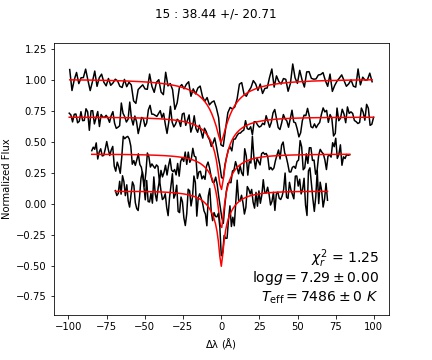 15 : 38.44 +/- 20.71
Normalized Flux
1.25
1.00
0.75
0.50
0.25
0.00
−0.25
−0.50
−0.75
χ²ᵣ = 1.25
logg = 7.29 ± 0.00
T_eff = 7486 ± 0 K
−100 −75 −50 −25 0 25 50 75 100
Δλ (Å)